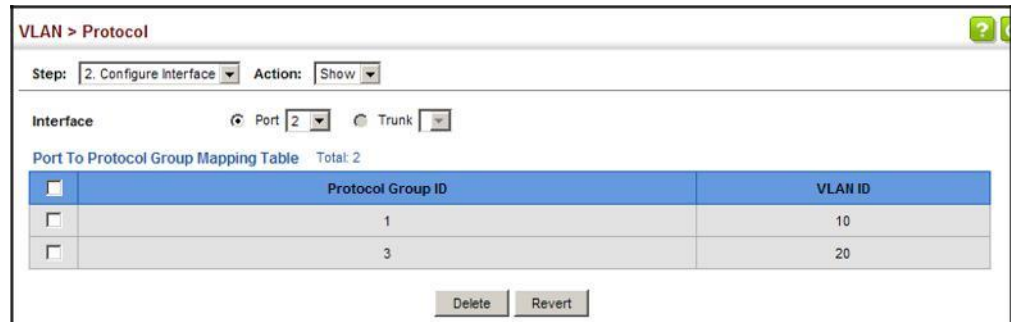 VLAN > Protocol
?
Step: 2. Configure Interface Action: Show
Interface Port 2 Trunk
Port To Protocol Group Mapping Table Total: 2
Protocol Group ID VLAN ID
1 10
3 20
Delete Revert